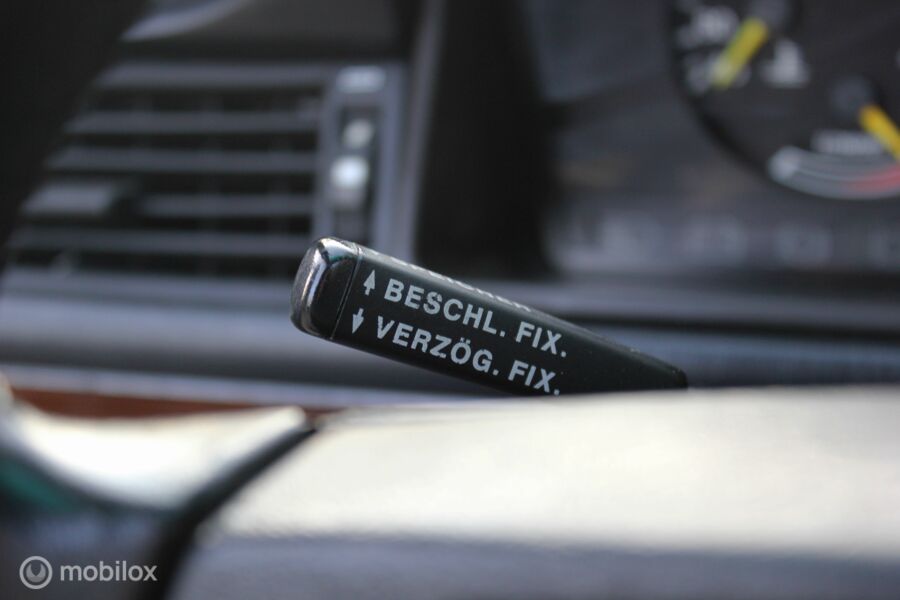 ↑ BESCHL. FIX.
↓ VERZÖG. FIX.
mobilox